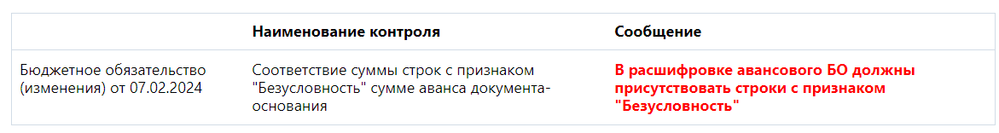 Наименование контроля
Сообщение
Бюджетное обязательство
(изменения) от 07.02.2024
Соответствие суммы строк с признаком
"Безусловность" сумме аванса документа-
основания
В расшифровке авансового БО должны
присутствовать строки с признаком
"Безусловность"